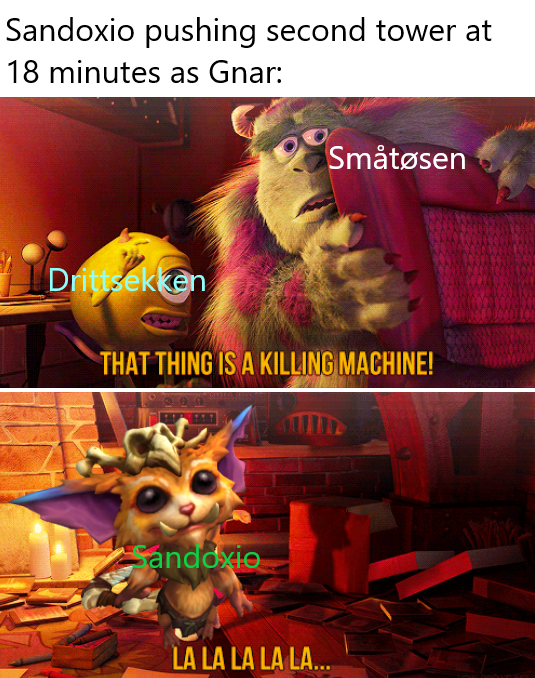 Sandoxio pushing second tower at
18 minutes as Gnar:
Småtøsen
Drittsekken
THAT THING IS A KILLING MACHINE!
Sandoxio
LA LA LA LA LA...